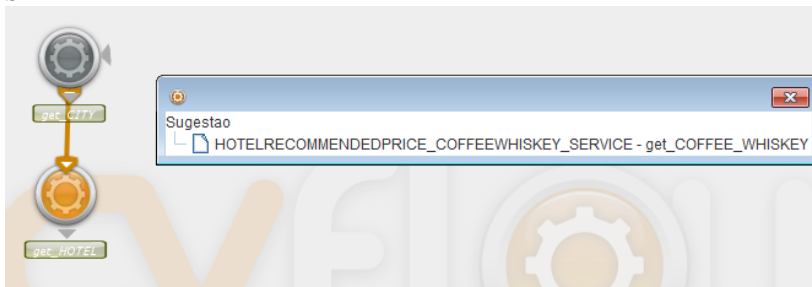 get_CITY
Sugestao
HOTELRECOMMENDEDPRICE_COFFEEWHISKEY_SERVICE - get_COFFEE_WHISKEY
get_HOTEL